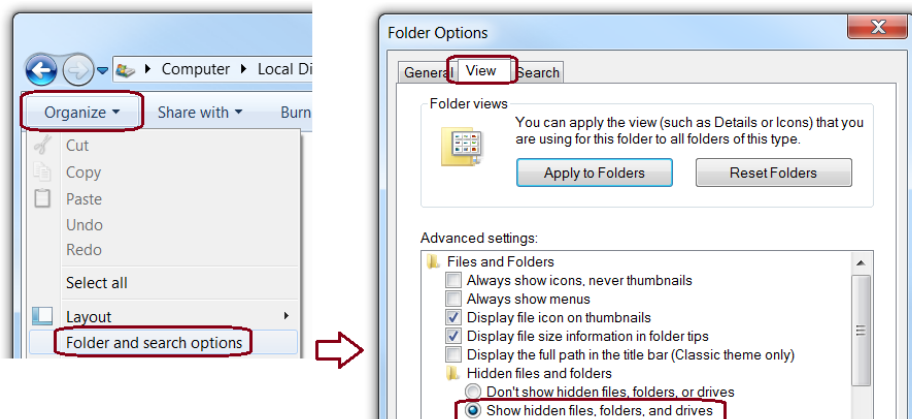 Computer Local Di
Organize Share with Burn
Cut
Copy
Paste
Undo
Redo
Select all
Layout
Folder and search options
Folder Options
General View Search
Folder views
You can apply the view (such as Details or Icons) that you
are using for this folder to all folders of this type.
Apply to Folders Reset Folders
Advanced settings:
Files and Folders
Always show icons, never thumbnails
Always show menus
Display file icon on thumbnails
Display file size information in folder tips
Display the full path in the title bar (Classic theme only)
Hidden files and folders
Don't show hidden files, folders, or drives
Show hidden files, folders, and drives